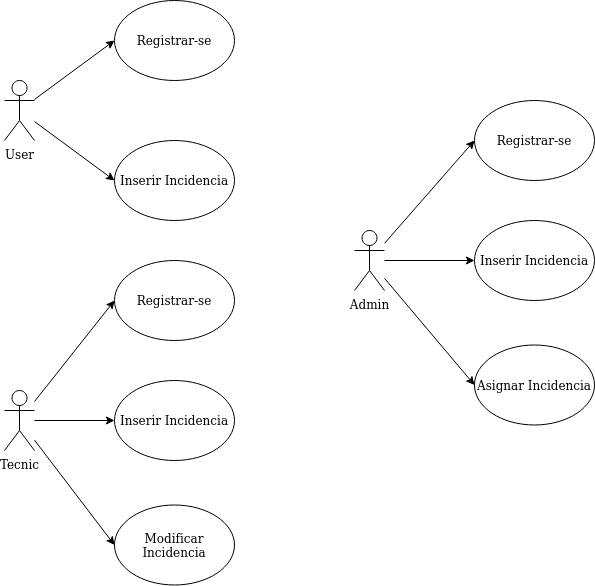 Registrar-se
User
Inserir Incidencia
Registrar-se
Inserir Incidencia
Tecnic
Modificar
Incidencia
Registrar-se
Inserir Incidencia
Admin
Asignar Incidencia